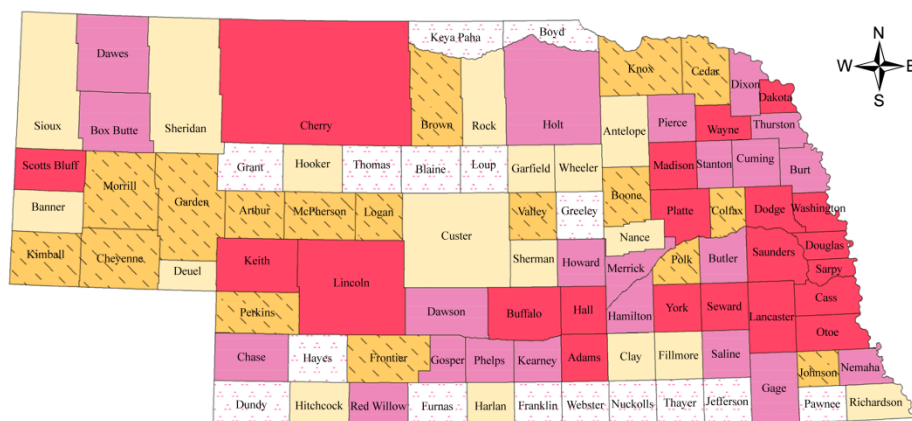 Keya Paha
Boyd
N
W E
S
Dawes
Knox
Cedar
Dixon
Dakota
Sioux
Box Butte
Sheridan
Cherry
Brown
Rock
Holt
Antelope
Pierce
Wayne
Thurston
Scotts Bluff
Morrill
Garden
Grant
Hooker
Thomas
Blaine
Loup
Garfield
Wheeler
Madison
Stanton
Cuming
Burt
Banner
Arthur
McPherson
Logan
Custer
Valley
Greeley
Boone
Platte
Colfax
Dodge
Washington
Kimball
Cheyenne
Deuel
Keith
Lincoln
Sherman
Howard
Nance
Merrick
Polk
Butler
Saunders
Douglas
Sarpy
Perkins
Dawson
Buffalo
Hall
Hamilton
York
Seward
Lancaster
Cass
Otoe
Chase
Hayes
Frontier
Gosper
Phelps
Kearney
Adams
Clay
Fillmore
Saline
Gage
Johnson
Nemaha
Dundy
Hitchcock
Red Willow
Furnas
Harlan
Franklin
Webster
Nuckolls
Thayer
Jefferson
Pawnee
Richardson